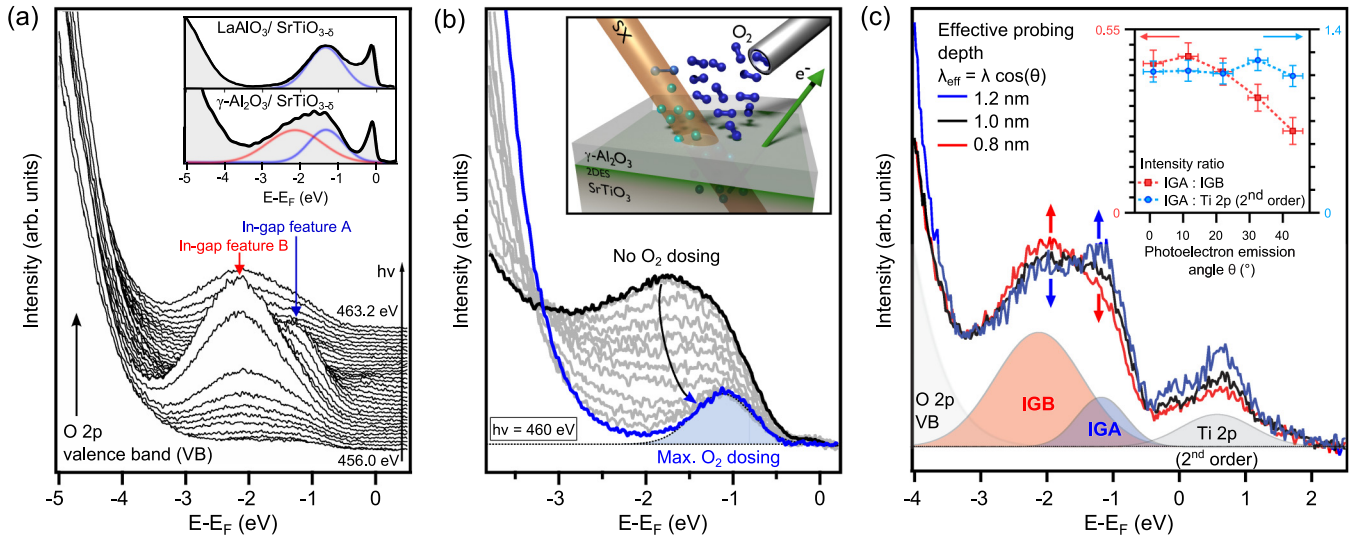 (a)
LaAlO₃/ SrTiO₃₋δ
γ-Al₂O₃/ SrTiO₃₋δ
-5 -4 -3 -2 -1 0
E-E_F (eV)
In-gap feature A
In-gap feature B
hν
463.2 eV
456.0 eV
O 2p
valence band (VB)
Intensity (arb. units)
-5 -4 -3 -2 -1 0
E-E_F (eV)
(b)
SX
O₂
e⁻
γ-Al₂O₃
2DES
SrTiO₃
No O₂ dosing
hν = 460 eV
Max. O₂ dosing
Intensity (arb. units)
-3 -2 -1 0
E-E_F (eV)
(c)
Effective probing
depth
λ_eff = λ cos(θ)
1.2 nm
1.0 nm
0.8 nm
0.55
1.4
Intensity ratio
IGA : IGB
IGA : Ti 2p (2nd order)
0
0
0 10 20 30 40
Photoelectron emission
angle θ (°)
O 2p
VB
IGB
IGA
Ti 2p
(2nd order)
Intensity (arb. units)
-4 -3 -2 -1 0 1 2
E-E_F (eV)